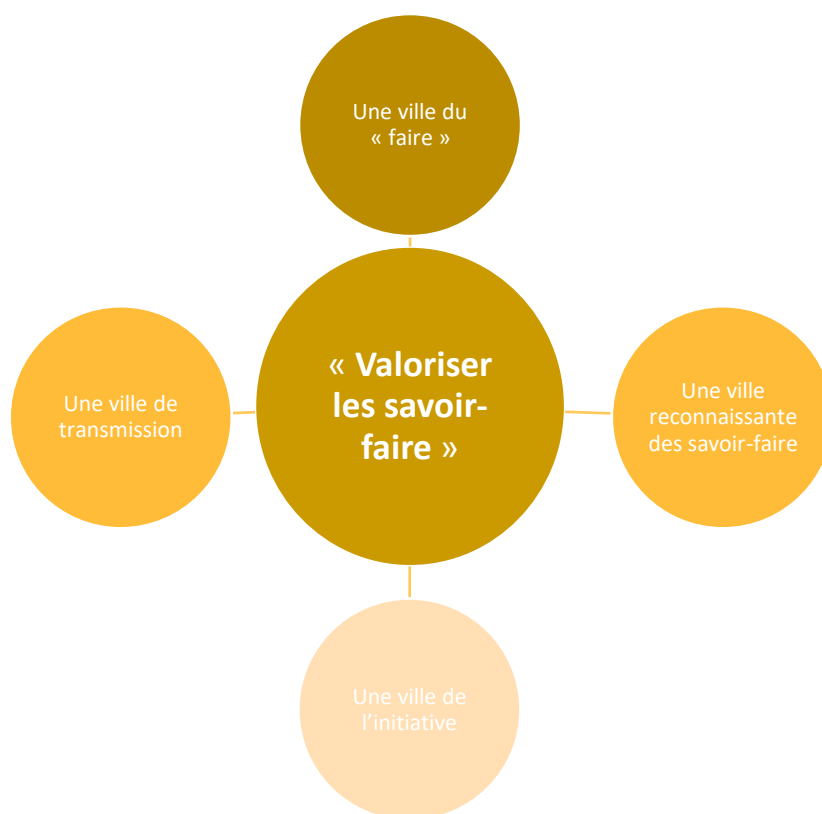 Une ville du
« faire »
« Valoriser
les savoir-
faire »
Une ville de
transmission
Une ville
reconnaissante
des savoir-faire
Une ville de
l’initiative